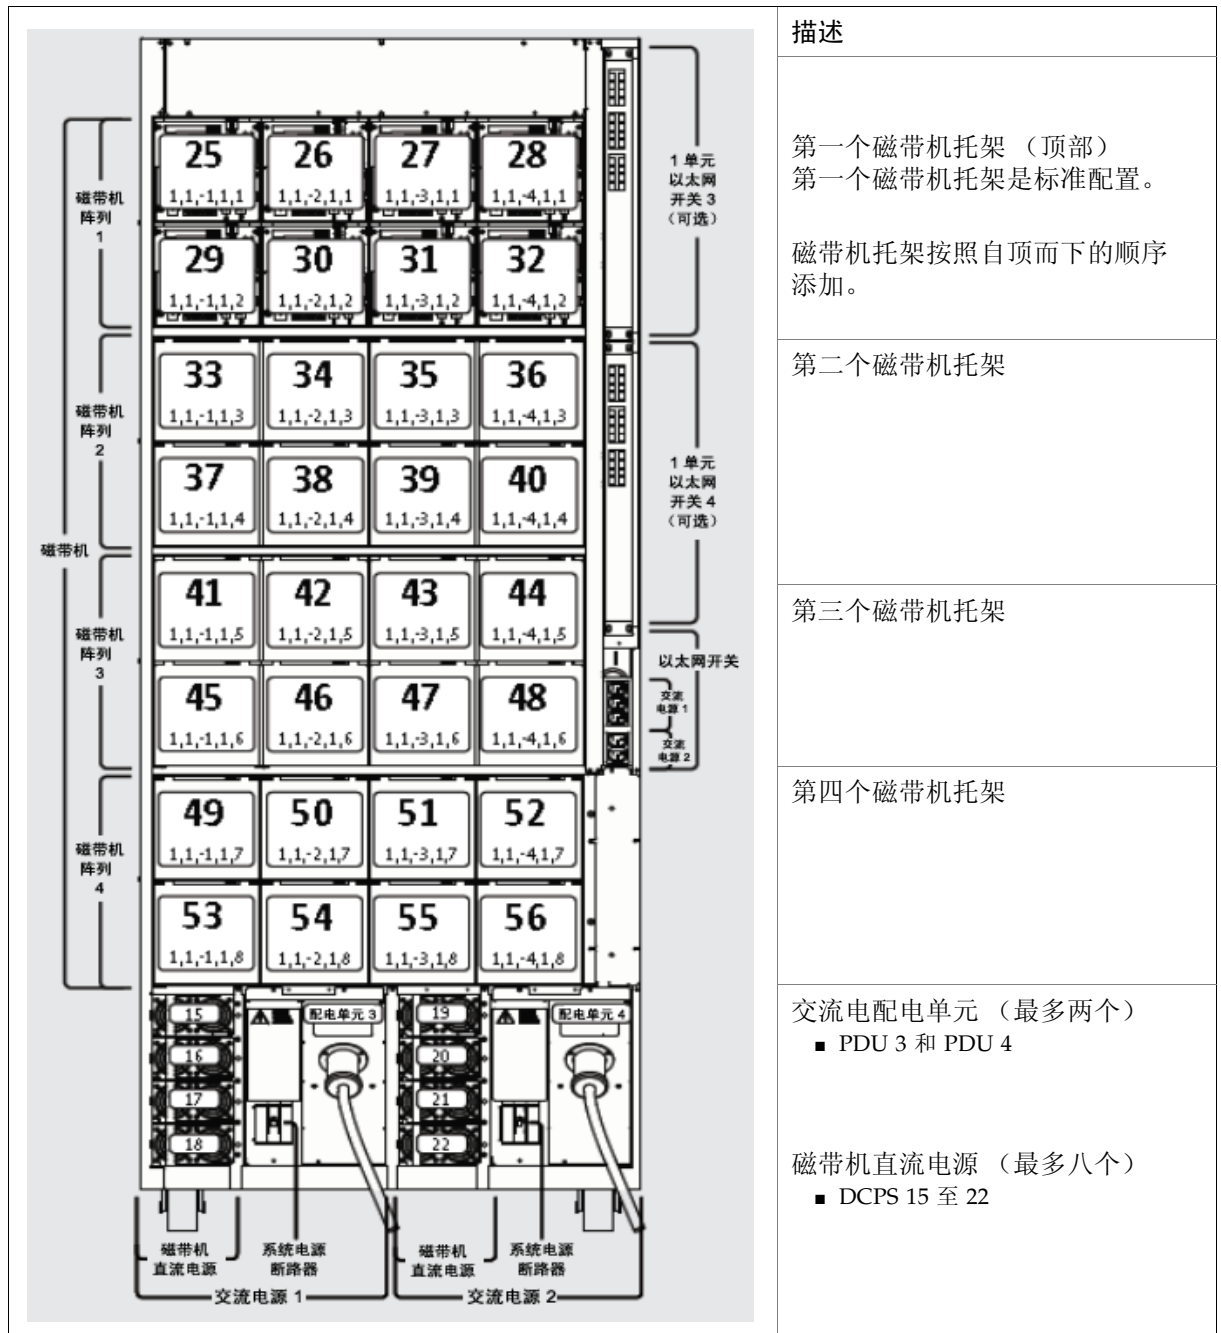 描述
第一个磁带机托架 （顶部）
第一个磁带机托架是标准配置。
磁带机托架按照自顶而下的顺序
添加。
第二个磁带机托架
第三个磁带机托架
第四个磁带机托架
交流电配电单元 （最多两个）
■ PDU 3 和 PDU 4
磁带机直流电源 （最多八个）
■ DCPS 15 至 22
磁带机
磁带机
阵列
1
磁带机
阵列
2
磁带机
阵列
3
磁带机
阵列
4
25 26 27 28
1,1,-1,1,1 1,1,-2,1,1 1,1,-3,1,1 1,1,-4,1,1
29 30 31 32
1,1,-1,1,2 1,1,-2,1,2 1,1,-3,1,2 1,1,-4,1,2
33 34 35 36
1,1,-1,1,3 1,1,-2,1,3 1,1,-3,1,3 1,1,-4,1,3
37 38 39 40
1,1,-1,1,4 1,1,-2,1,4 1,1,-3,1,4 1,1,-4,1,4
41 42 43 44
1,1,-1,1,5 1,1,-2,1,5 1,1,-3,1,5 1,1,-4,1,5
45 46 47 48
1,1,-1,1,6 1,1,-2,1,6 1,1,-3,1,6 1,1,-4,1,6
49 50 51 52
1,1,-1,1,7 1,1,-2,1,7 1,1,-3,1,7 1,1,-4,1,7
53 54 55 56
1,1,-1,1,8 1,1,-2,1,8 1,1,-3,1,8 1,1,-4,1,8
1 单元
以太网
开关 3
（可选）
1 单元
以太网
开关 4
（可选）
以太网开关
交流
电源 1
交流
电源 2
15
16
17
18
配电单元 3
19
20
21
22
配电单元 4
磁带机
直流电源
系统电源
断路器
磁带机
直流电源
系统电源
断路器
交流电源 1
交流电源 2